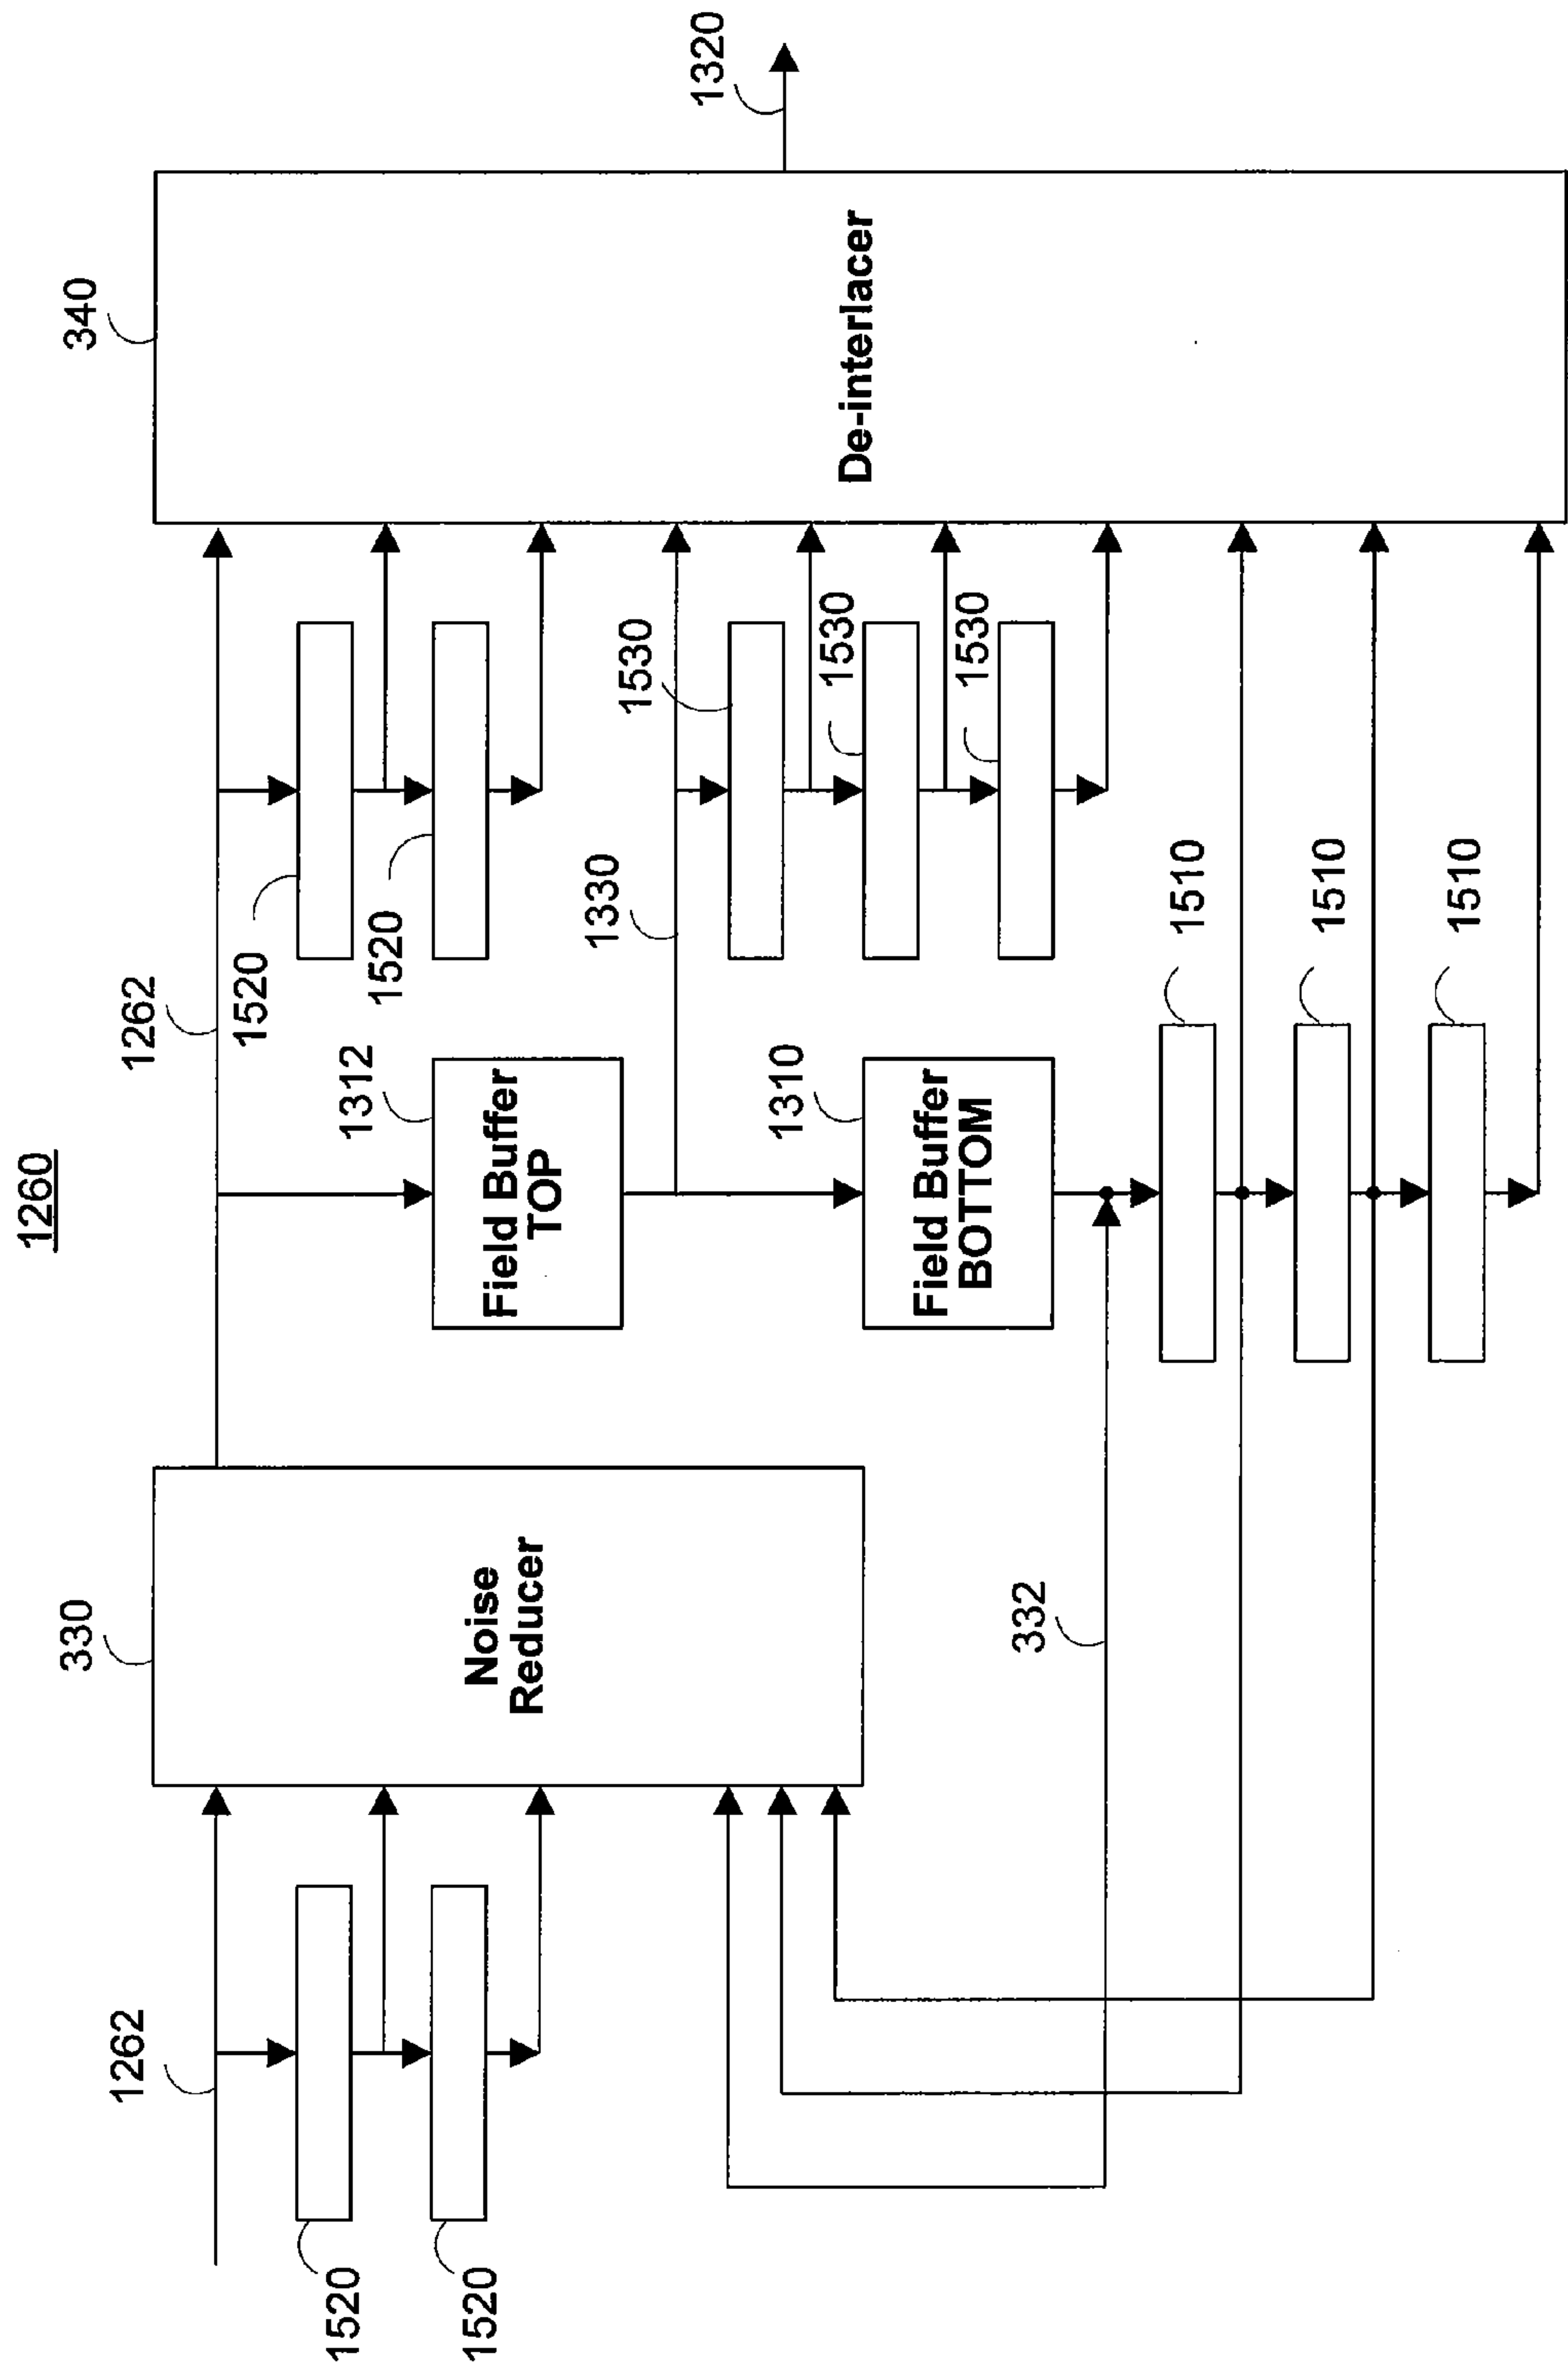 1260
1262
1520
1520
330
Noise
Reducer
332
1262
1520
1520
1312
Field Buffer
TOP
1330
1530
1530
1530
1310
Field Buffer
BOTTOM
1510
1510
1510
340
De-interlacer
1320